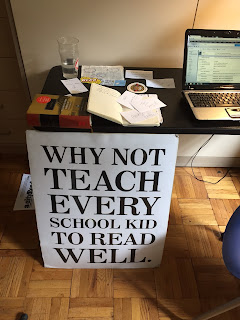 WHY NOT
TEACH
EVERY
SCHOOL KID
TO READ
WELL.